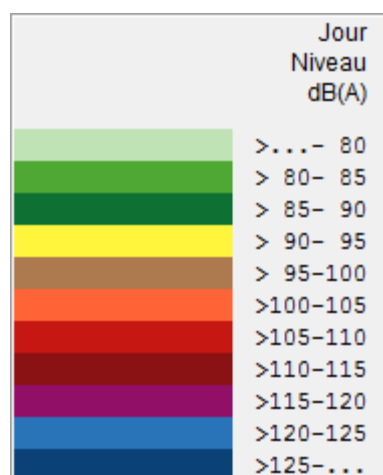 Jour
Niveau
dB(A)
>...- 80
> 80- 85
> 85- 90
> 90- 95
> 95-100
>100-105
>105-110
>110-115
>115-120
>120-125
>125-...